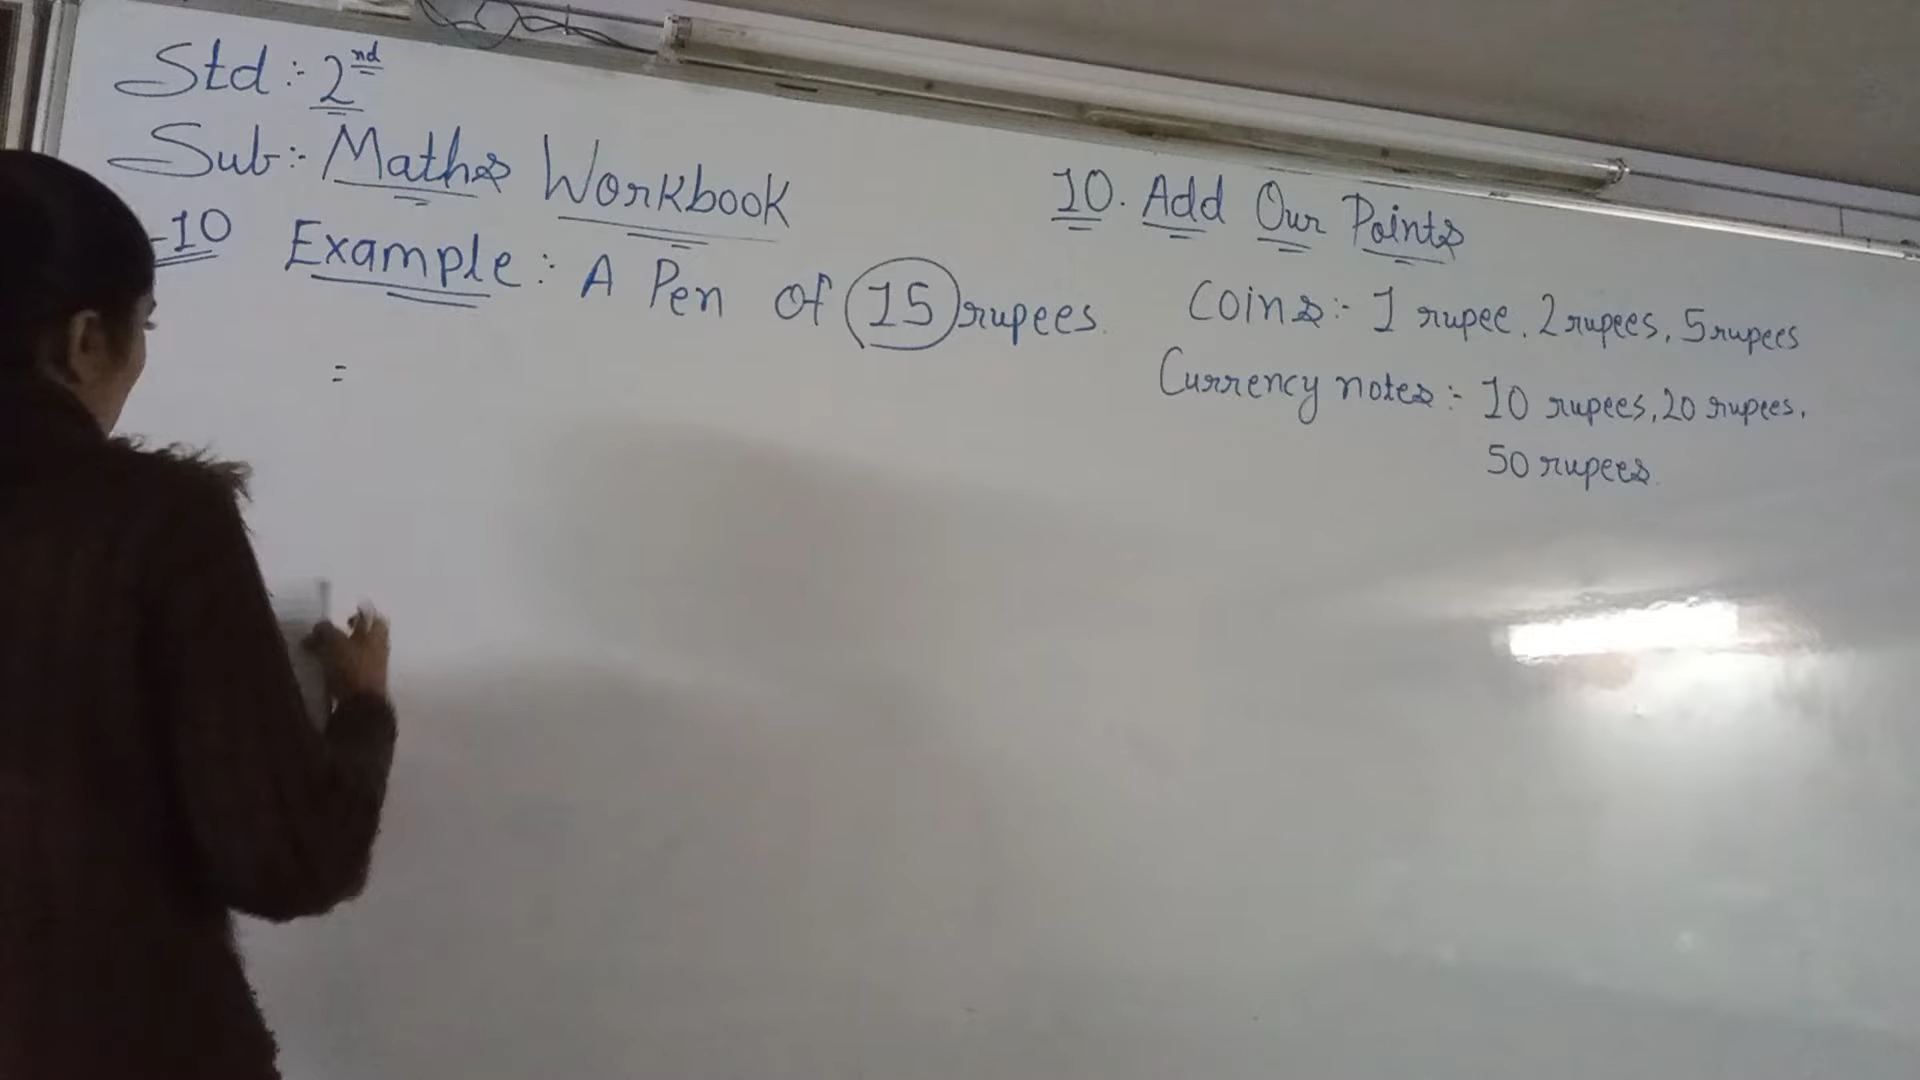 Std :- 2nd
Sub :- Maths Workbook
10. Add Our Points
-10 Example :- A Pen of 15 rupees.
=
Coins :- 1 rupee, 2 rupees, 5 rupees
Currency notes :- 10 rupees, 20 rupees,
50 rupees.